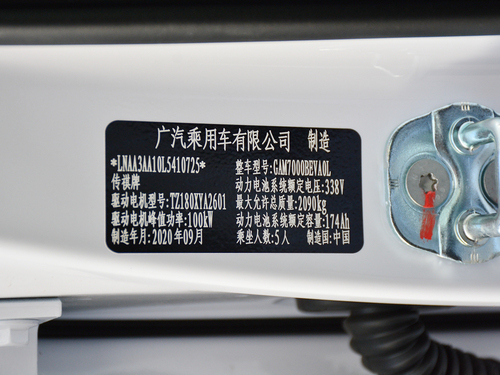 广汽乘用车有限公司 制造
*LNAA3AA10L5410725* 整车型号:GAM7000BEVA0L
传祺牌 动力电池系统额定电压:338V
驱动电机型号:TZ180XYA2601 最大允许总质量:2090kg
驱动电机峰值功率:100kW 动力电池系统额定容量:174Ah
制造年月:2020年09月 乘坐人数:5人 制造国:中国